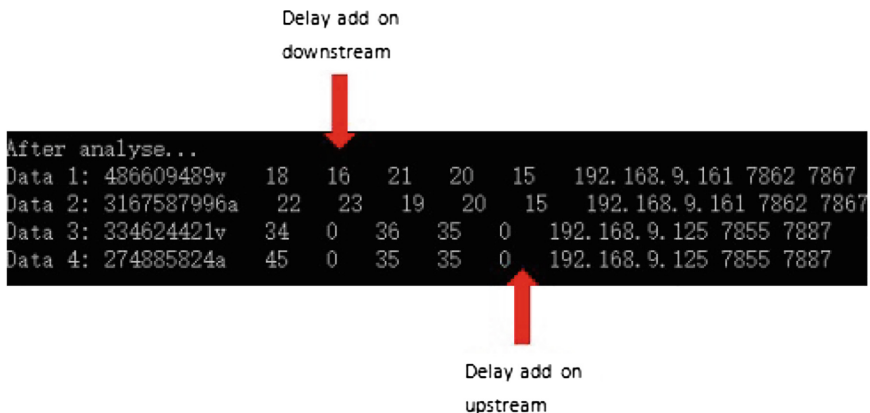 Delay add on
downstream
After analyse...
Data 1: 486609489v 18 16 21 20 15 192.168.9.161 7862 7867
Data 2: 3167587996a 22 23 19 20 15 192.168.9.161 7862 7867
Data 3: 334624421v 34 0 36 35 0 192.168.9.125 7855 7887
Data 4: 274885824a 45 0 35 35 0 192.168.9.125 7855 7887
Delay add on
upstream